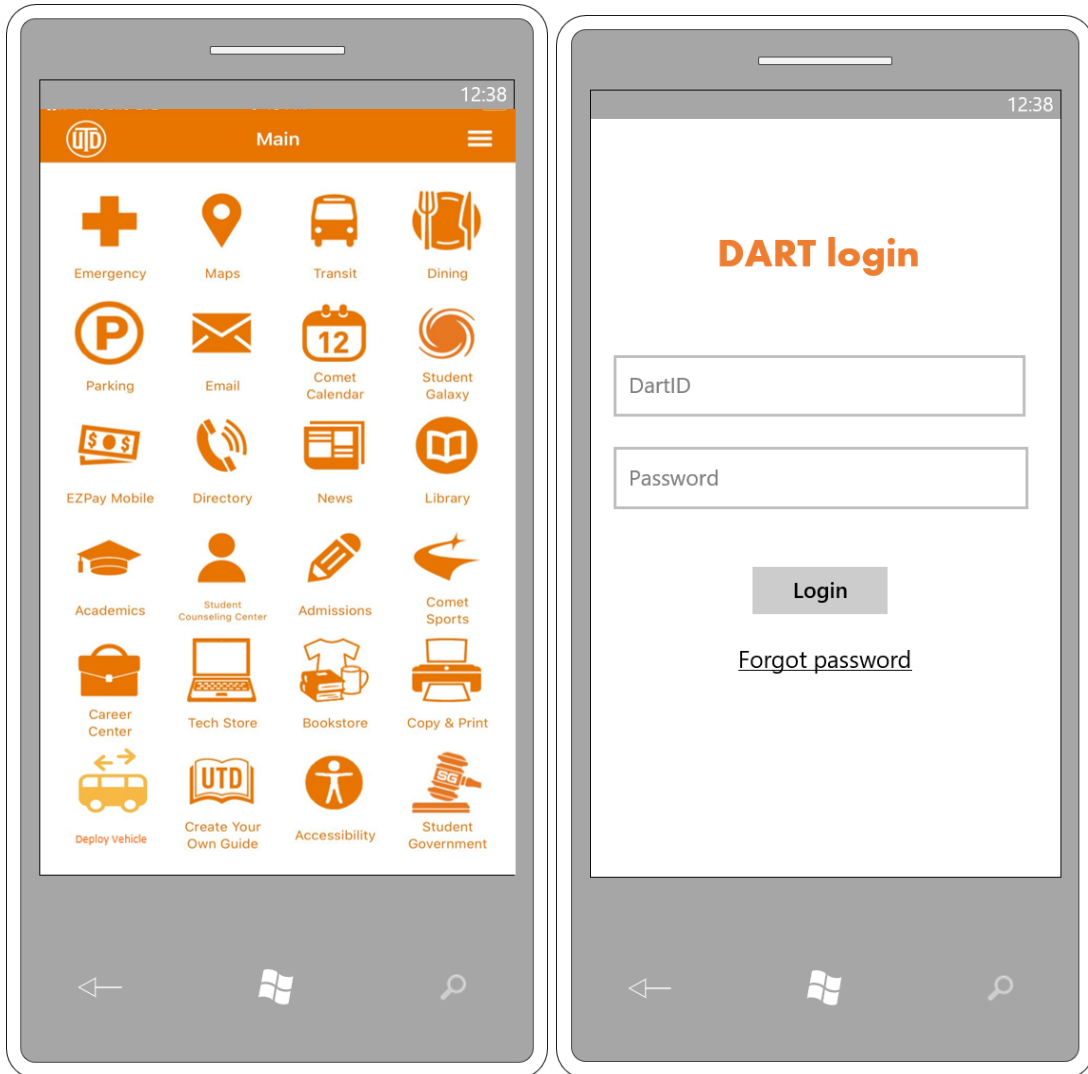 12:38
UTD
Main
Emergency
Maps
Transit
Dining
P
12
Parking
Email
Comet
Calendar
Student
Galaxy
$ $
EZPay Mobile
Directory
News
Library
Academics
Student
Counseling Center
Admissions
Comet
Sports
Career
Center
Tech Store
Bookstore
Copy & Print
UTD
SG
Deploy Vehicle
Create Your
Own Guide
Accessibility
Student
Government
12:38
DART login
DartID
Password
Login
Forgot password